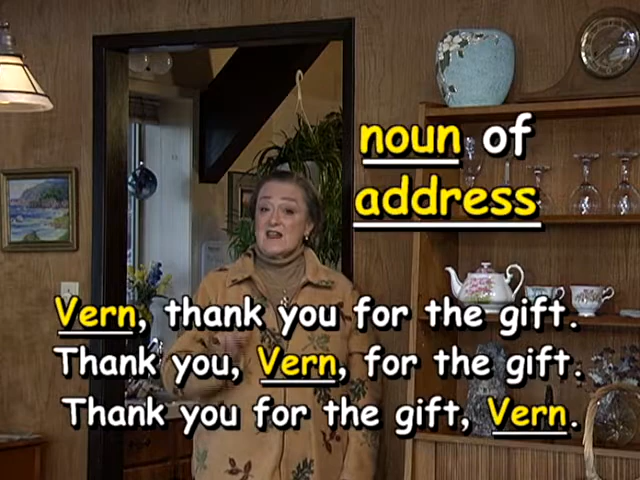 noun of
address
Vern, thank you for the gift.
Thank you, Vern, for the gift.
Thank you for the gift, Vern.